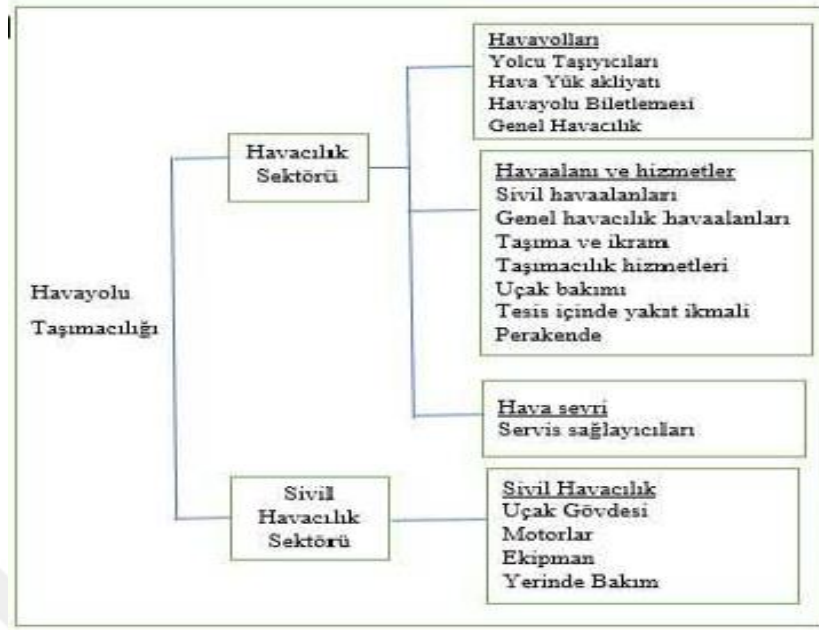 Havayolu
Taşımacılığı
Havacılık
Sektörü
Havayolları
Yolcu Taşıyıcıları
Hava Yük akliyatı
Havayolu Biletlemesi
Genel Havacılık
Havaalanı ve hizmetler
Sivil havaalanları
Genel havacılık havaalanları
Taşıma ve ikram
Taşımacılık hizmetleri
Uçak bakımı
Tesis içinde yakıt ikmali
Perakende
Hava sevri
Servis sağlayıcılları
Sivil
Havacılık
Sektörü
Sivil Havacılık
Uçak Gövdesi
Motorlar
Ekipman
Yerinde Bakım